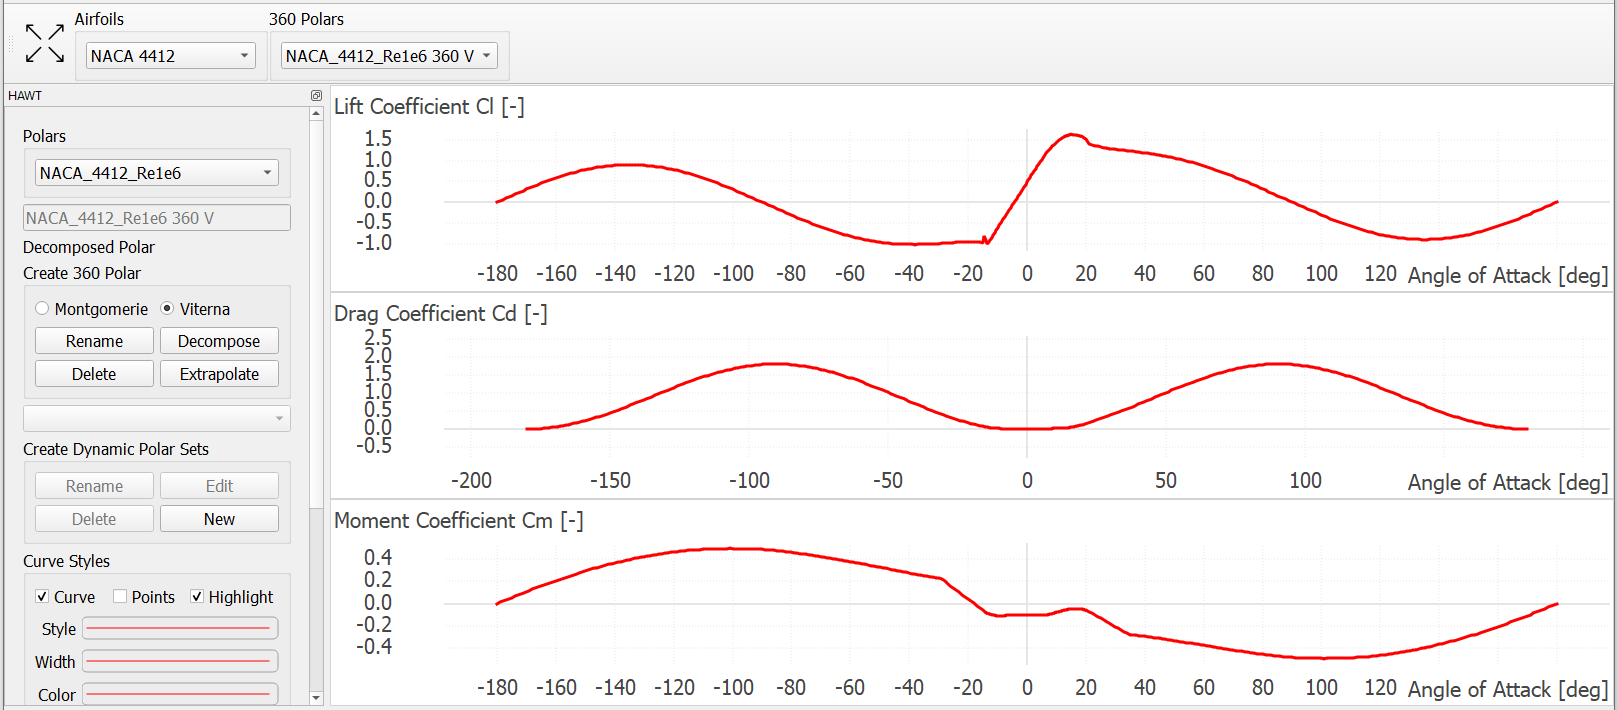 Airfoils
360 Polars
NACA 4412
NACA_4412_Re1e6 360 V
HAWT
Polars
NACA_4412_Re1e6
NACA_4412_Re1e6 360 V
Decomposed Polar
Create 360 Polar
Montgomerie Viterna
Rename Decompose
Delete Extrapolate
Create Dynamic Polar Sets
Rename Edit
Delete New
Curve Styles
Curve Points Highlight
Style
Width
Color
Lift Coefficient Cl [-]
1.5
1.0
0.5
0.0
-0.5
-1.0
-180 -160 -140 -120 -100 -80 -60 -40 -20 0 20 40 60 80 100 120 Angle of Attack [deg]
Drag Coefficient Cd [-]
2.5
2.0
1.5
1.0
0.5
0.0
-0.5
-200 -150 -100 -50 0 50 100 Angle of Attack [deg]
Moment Coefficient Cm [-]
0.4
0.2
0.0
-0.2
-0.4
-180 -160 -140 -120 -100 -80 -60 -40 -20 0 20 40 60 80 100 120 Angle of Attack [deg]